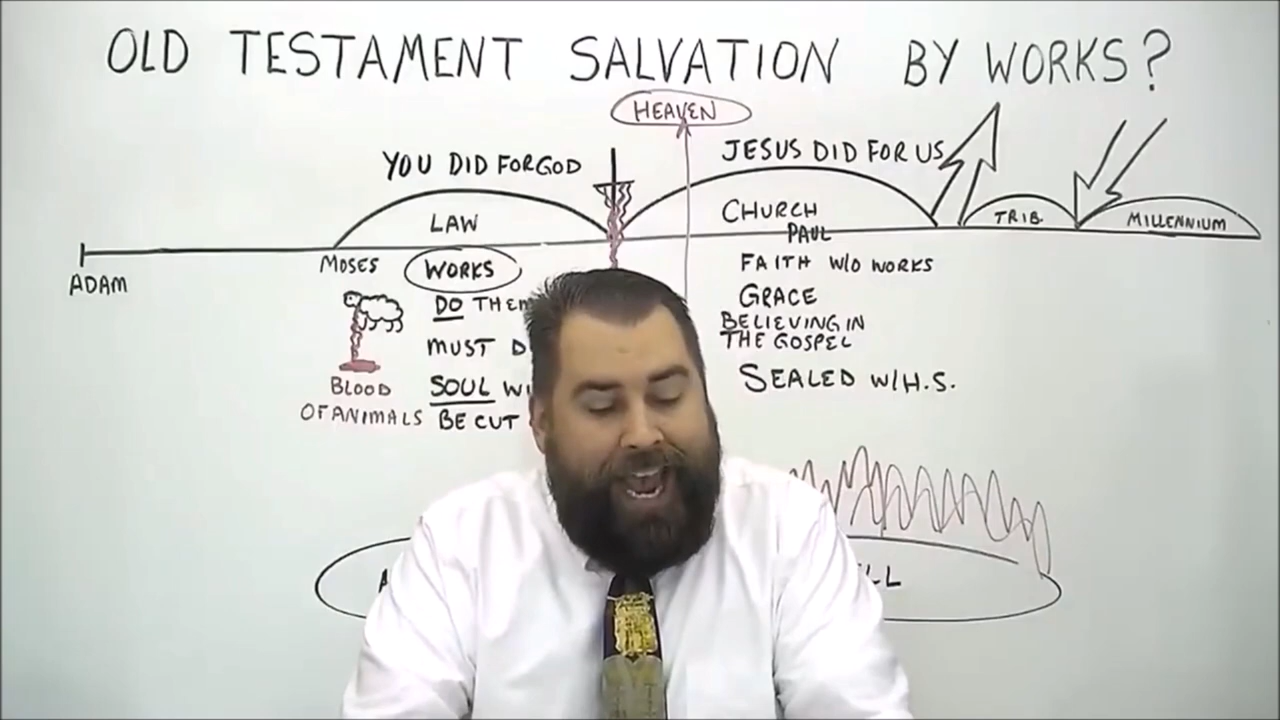 OLD TESTAMENT SALVATION BY WORKS?
HEAVEN
YOU DID FOR GOD
JESUS DID FOR US
LAW
CHURCH
TRIB.
MILLENNIUM
PAUL
ADAM
MOSES
WORKS
DO THEM
MUST
SOUL
BE CUT
BLOOD
OF ANIMALS
FAITH W/O WORKS
GRACE
BELIEVING IN
THE GOSPEL
SEALED W/H.S.